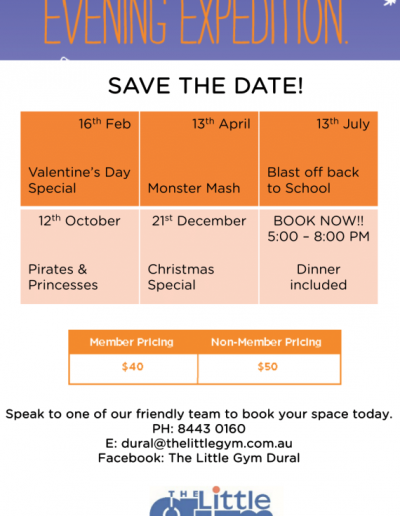 EVENING EXPEDITION.
SAVE THE DATE!
16th Feb
Valentine's Day
Special
13th April
Monster Mash
13th July
Blast off back
to School
12th October
Pirates &
Princesses
21st December
Christmas
Special
BOOK NOW!!
5:00 – 8:00 PM
Dinner
included
Member Pricing
Non-Member Pricing
$40
$50
Speak to one of our friendly team to book your space today.
PH: 8443 0160
E: dural@thelittlegym.com.au
Facebook: The Little Gym Dural
THE Little